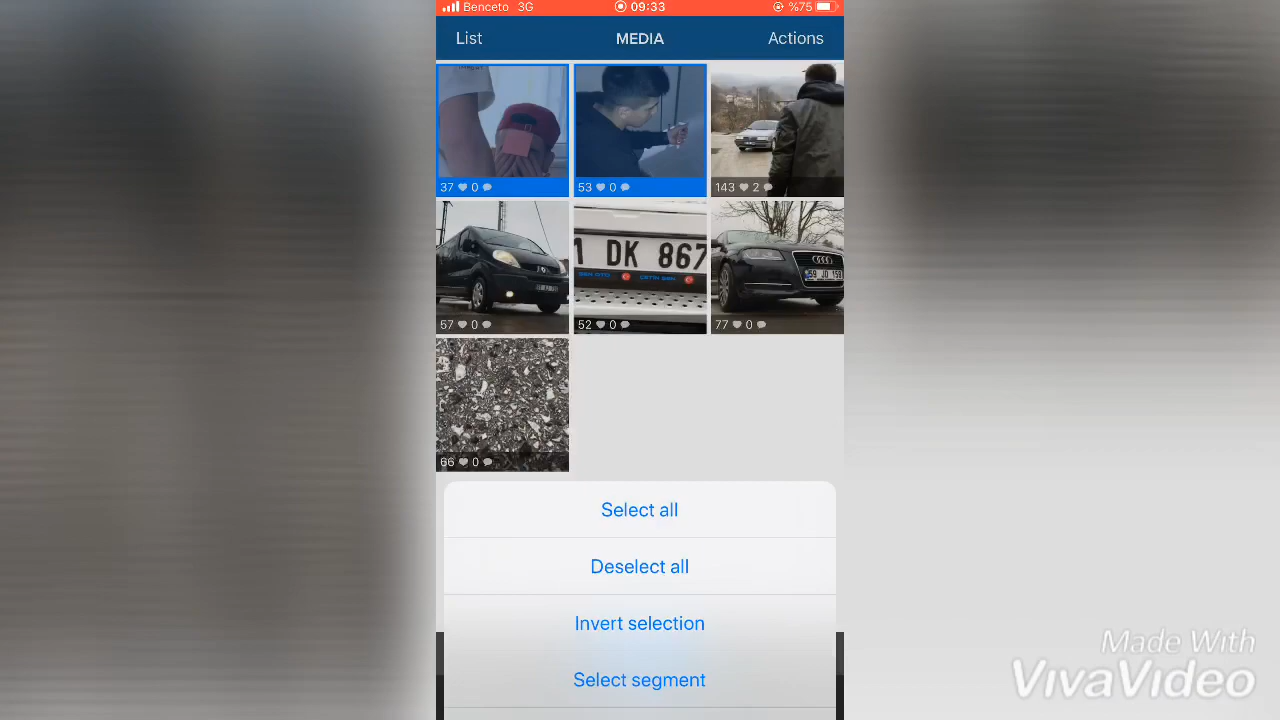 Benceto 3G 09:33 %75
List MEDIA Actions
37 0
53 0
143 2
57 0
1 DK 867
52 0
77 0
66 0
Select all
Deselect all
Invert selection
Select segment
Made With
VivaVideo